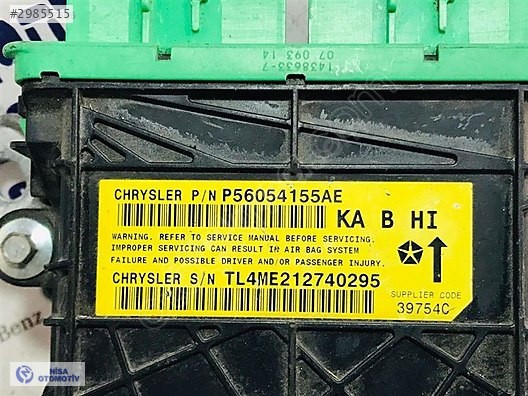 #2985515
1438633-7
07 093 14
CHRYSLER P/N P56054155AE
KA B HI
WARNING. REFER TO SERVICE MANUAL BEFORE SERVICING.
IMPROPER SERVICING CAN RESULT IN AIR BAG SYSTEM
FAILURE AND POSSIBLE DRIVER AND/OR PASSENGER INJURY.
CHRYSLER S/N TL4ME212740295
SUPPLIER CODE
39754C
Benz
NİSA
OTOMOTİV